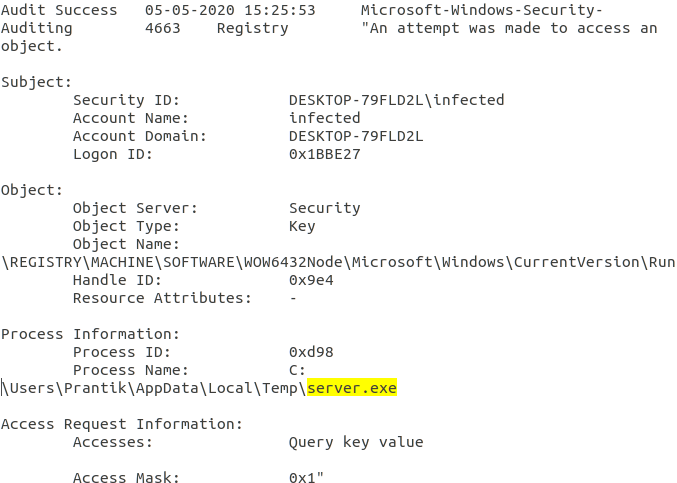 Audit Success 05-05-2020 15:25:53 Microsoft-Windows-Security-
Auditing 4663 Registry "An attempt was made to access an
object.
Subject:
Security ID: DESKTOP-79FLD2L\infected
Account Name: infected
Account Domain: DESKTOP-79FLD2L
Logon ID: 0x1BBE27
Object:
Object Server: Security
Object Type: Key
Object Name:
\REGISTRY\MACHINE\SOFTWARE\WOW6432Node\Microsoft\Windows\CurrentVersion\Run
Handle ID: 0x9e4
Resource Attributes: -
Process Information:
Process ID: 0xd98
Process Name: C:
\Users\Prantik\AppData\Local\Temp\server.exe
Access Request Information:
Accesses: Query key value
Access Mask: 0x1"